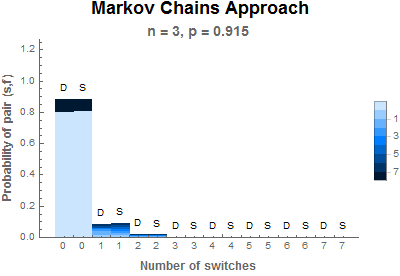 Markov Chains Approach
n = 3, p = 0.915
Probability of pair (s,f)
1.2
1.0
0.8
0.6
0.4
0.2
0.0
D S
D S
D S D S D S D S D S D S
0 0 1 1 2 2 3 3 4 4 5 5 6 6 7 7
Number of switches
1
3
5
7